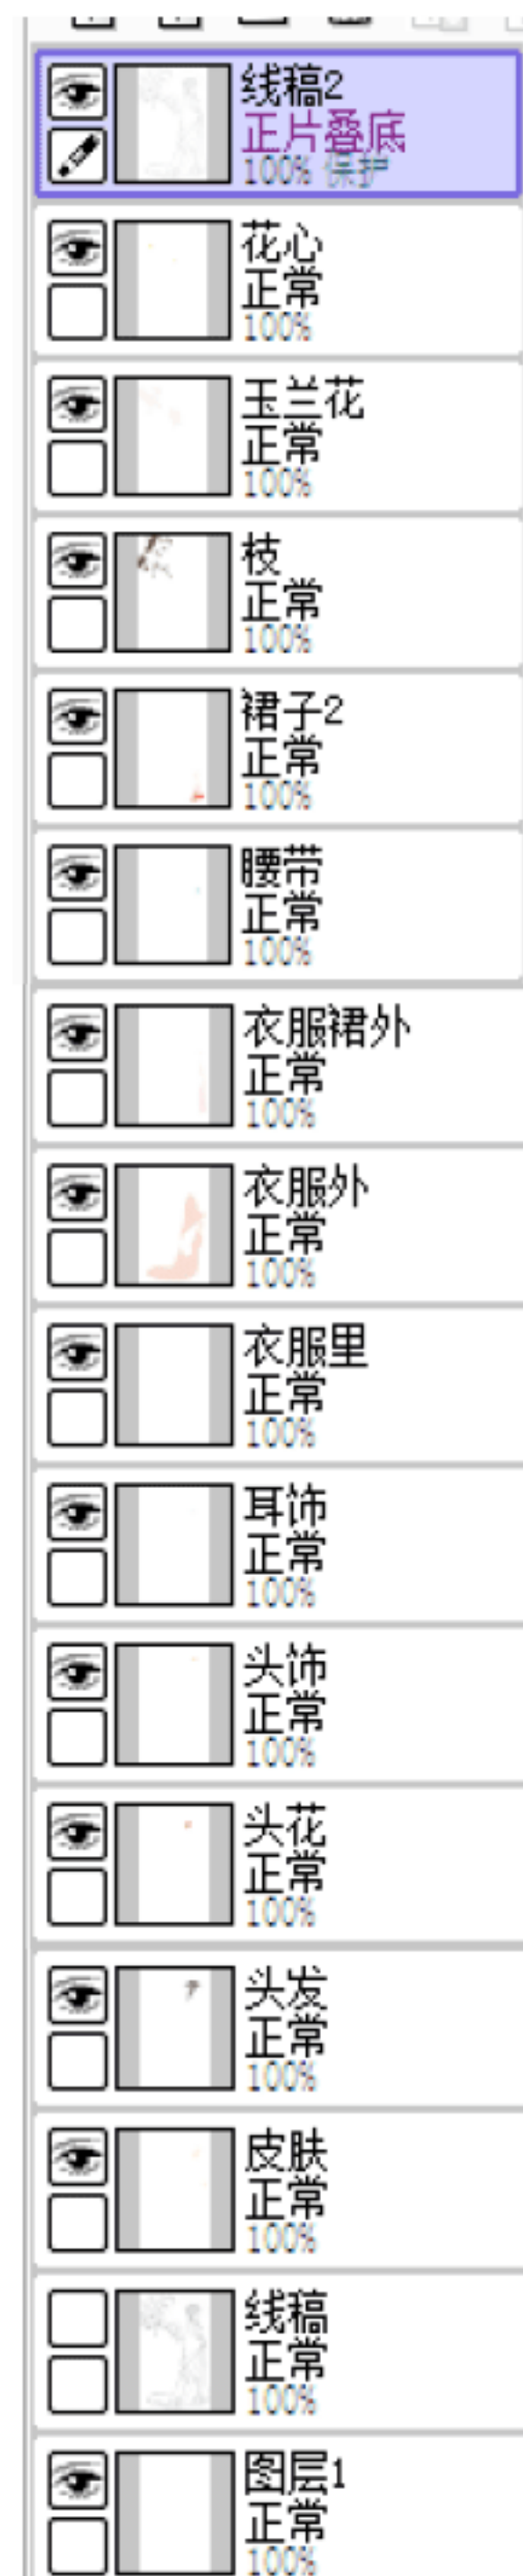 线稿2
正片叠底
100% 保护
花心
正常
100%
玉兰花
正常
100%
枝
正常
100%
裙子2
正常
100%
腰带
正常
100%
衣服裙外
正常
100%
衣服外
正常
100%
衣服里
正常
100%
耳饰
正常
100%
头饰
正常
100%
头花
正常
100%
头发
正常
100%
皮肤
正常
100%
线稿
正常
100%
图层1
正常
100%